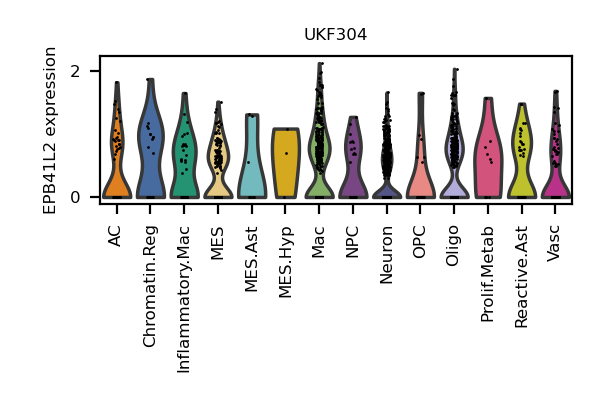 UKF304
EPB41L2 expression
2
0
AC
Chromatin.Reg
Inflammatory.Mac
MES
MES.Ast
MES.Hyp
Mac
NPC
Neuron
OPC
Oligo
Prolif.Metab
Reactive.Ast
Vasc